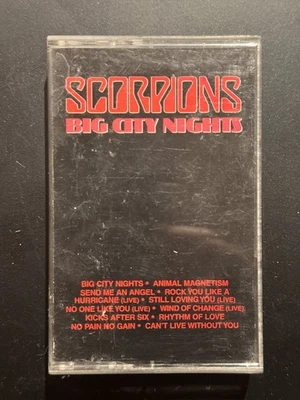 SCORPIONS
BIG CITY NIGHTS
BIG CITY NIGHTS • ANIMAL MAGNETISM
SEND ME AN ANGEL • ROCK YOU LIKE A
HURRICANE (LIVE) • STILL LOVING YOU (LIVE)
NO ONE LIKE YOU (LIVE) • WIND OF CHANGE (LIVE)
KICKS AFTER SIX • RHYTHM OF LOVE
NO PAIN NO GAIN • CAN'T LIVE WITHOUT YOU